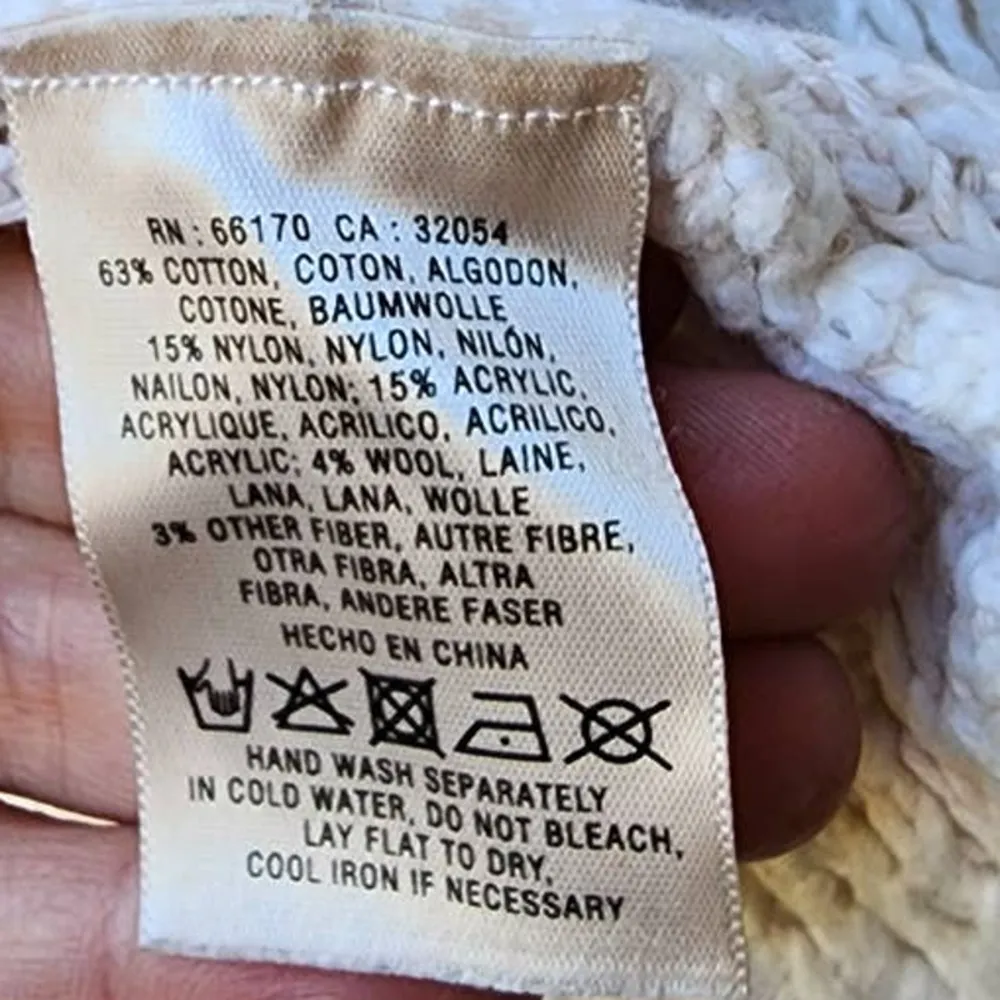 RN : 66170 CA : 32054
63% COTTON, COTON, ALGODON,
COTONE, BAUMWOLLE
15% NYLON, NYLON, NILÓN,
NAILON, NYLON; 15% ACRYLIC,
ACRYLIQUE, ACRÍLICO, ACRILICO,
ACRYLIC; 4% WOOL, LAINE,
LANA, LANA, WOLLE
3% OTHER FIBER, AUTRE FIBRE,
OTRA FIBRA, ALTRA
FIBRA, ANDERE FASER
HECHO EN CHINA
HAND WASH SEPARATELY
IN COLD WATER, DO NOT BLEACH,
LAY FLAT TO DRY,
COOL IRON IF NECESSARY